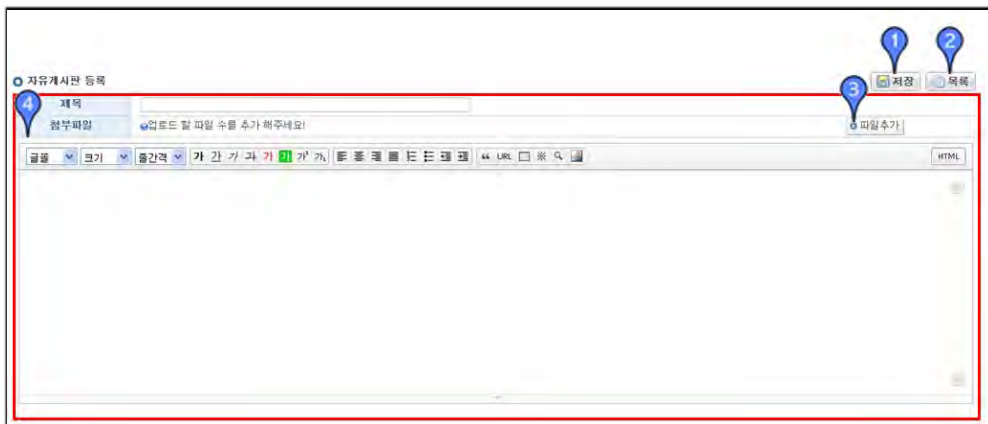 1 2
자유게시판 등록 저장 목록
3
4 제목
첨부파일 업로드 할 파일 수를 추가 해주세요! 파일추가
글꼴 크기 줄간격 가 간 가 과 가 가 가 가 URL HTML